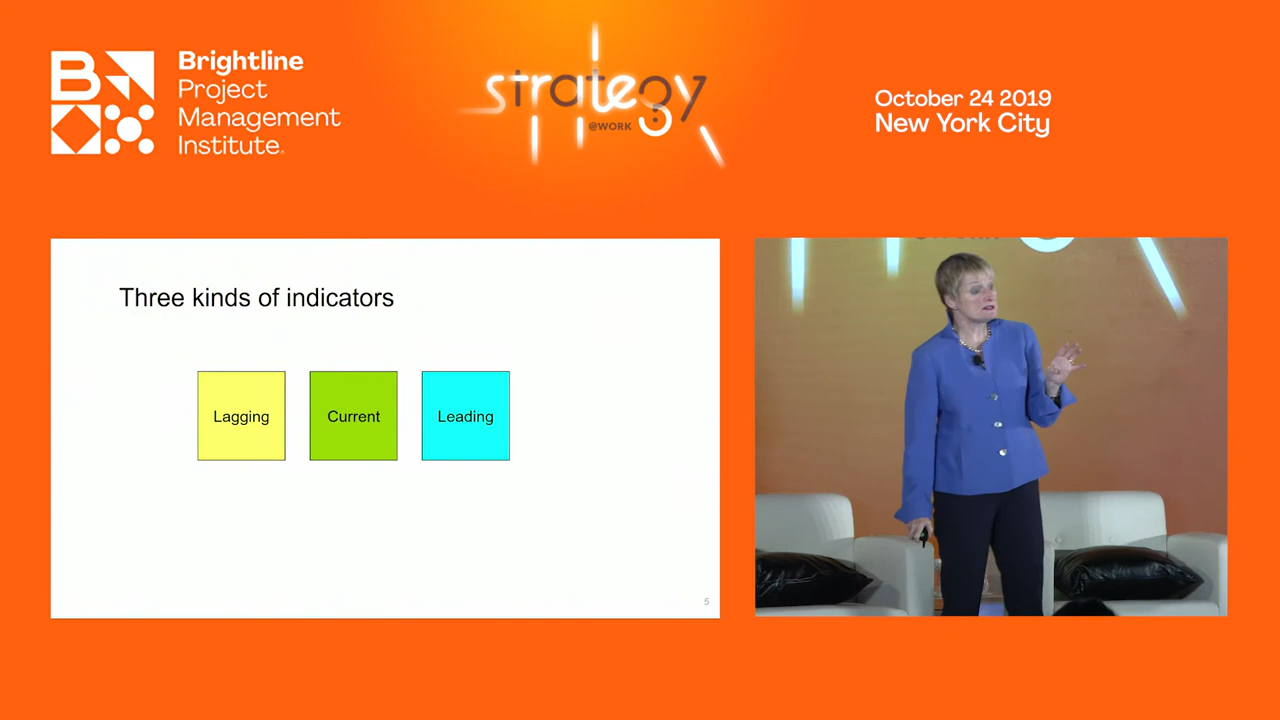 Brightline
Project
Management
Institute.
strategy
@WORK
October 24 2019
New York City
Three kinds of indicators
Lagging
Current
Leading
5